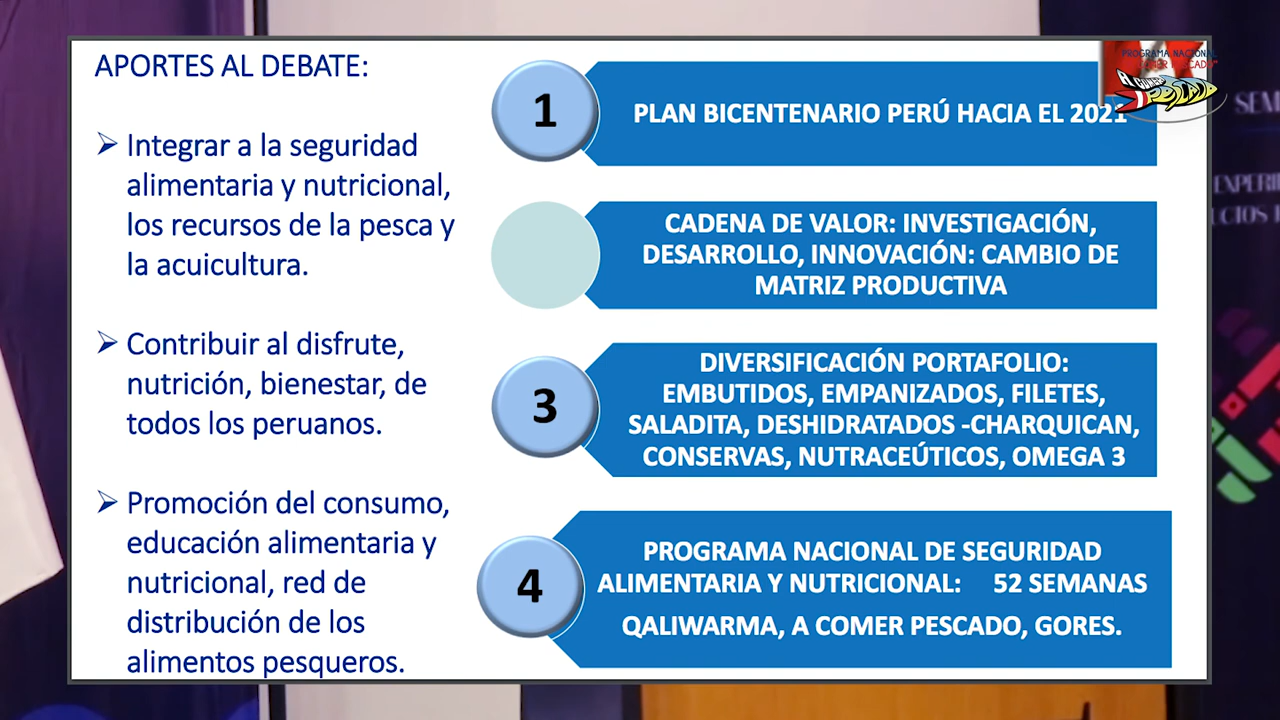 APORTES AL DEBATE:
Integrar a la seguridad
alimentaria y nutricional,
los recursos de la pesca y
la acuicultura.
Contribuir al disfrute,
nutrición, bienestar, de
todos los peruanos.
Promoción del consumo,
educación alimentaria y
nutricional, red de
distribución de los
alimentos pesqueros.
1
PLAN BICENTENARIO PERÚ HACIA EL 2021
CADENA DE VALOR: INVESTIGACIÓN,
DESARROLLO, INNOVACIÓN: CAMBIO DE
MATRIZ PRODUCTIVA
3
DIVERSIFICACIÓN PORTAFOLIO:
EMBUTIDOS, EMPANIZADOS, FILETES,
SALADITA, DESHIDRATADOS -CHARQUICAN,
CONSERVAS, NUTRACEÚTICOS, OMEGA 3
4
PROGRAMA NACIONAL DE SEGURIDAD
ALIMENTARIA Y NUTRICIONAL: 52 SEMANAS
QALIWARMA, A COMER PESCADO, GORES.
PROGRAMA NACIONAL
A COMER
PESCADO
SEM
EXPERI